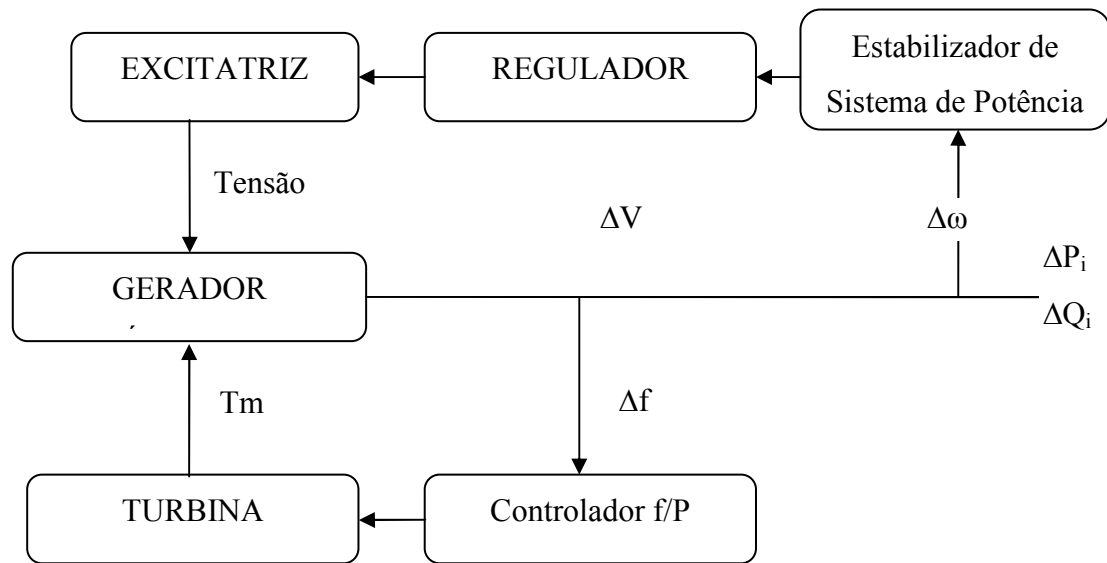 EXCITATRIZ
REGULADOR
Estabilizador de
Sistema de Potência
Tensão
ΔV
Δω
ΔPi
ΔQi
GERADOR
Tm
Δf
TURBINA
Controlador f/P